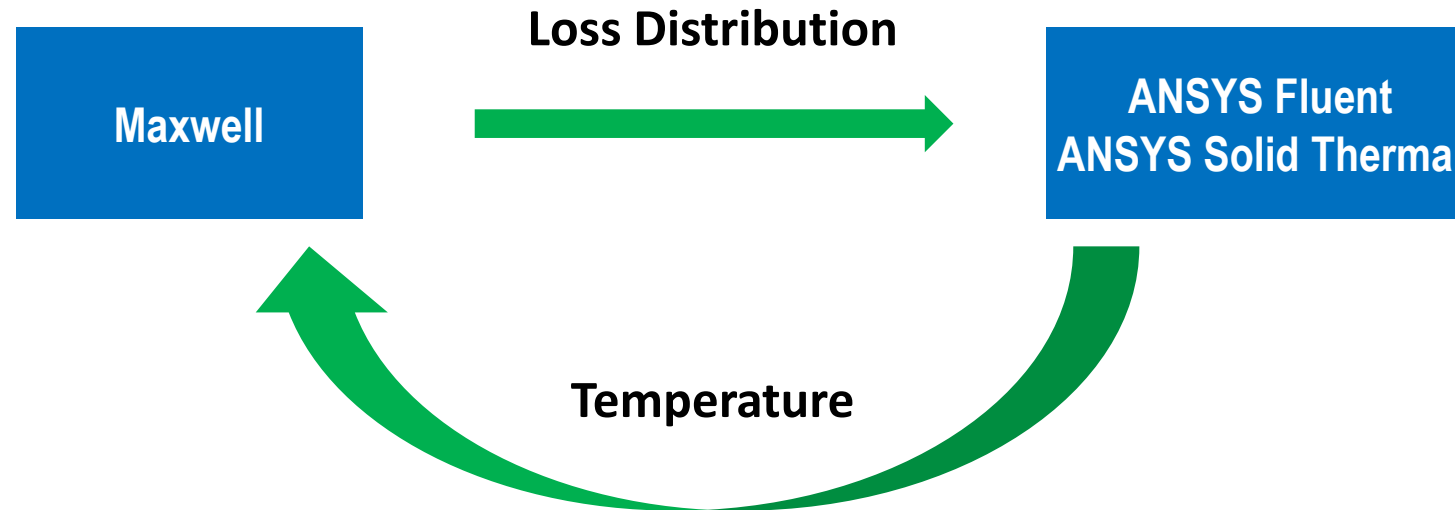 Loss Distribution
Maxwell
ANSYS Fluent
ANSYS Solid Therma
Temperature